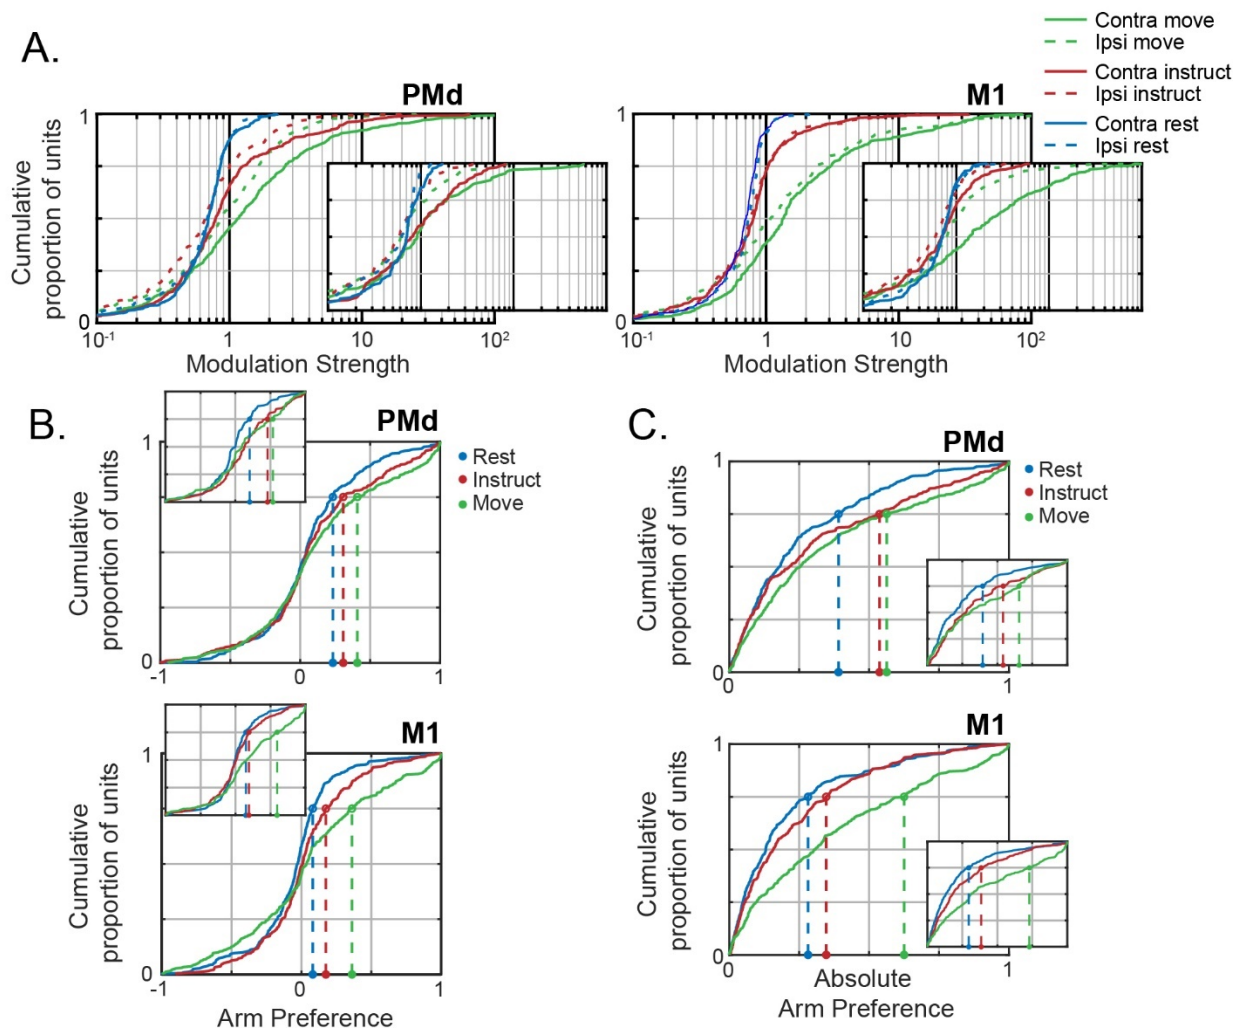 A.
Contra move
Ipsi move
Contra instruct
Ipsi instruct
Contra rest
Ipsi rest
PMd
M1
Cumulative
proportion of units
1
0
10-1
1
10
10²
Modulation Strength
1
0
10-1
1
10
10²
Modulation Strength
B.
PMd
Rest
Instruct
Move
Cumulative
proportion of units
1
0
-1
0
1
M1
Cumulative
proportion of units
1
0
-1
0
1
Arm Preference
C.
PMd
Rest
Instruct
Move
Cumulative
proportion of units
1
0
0
1
M1
Cumulative
proportion of units
1
0
0
1
Absolute
Arm Preference